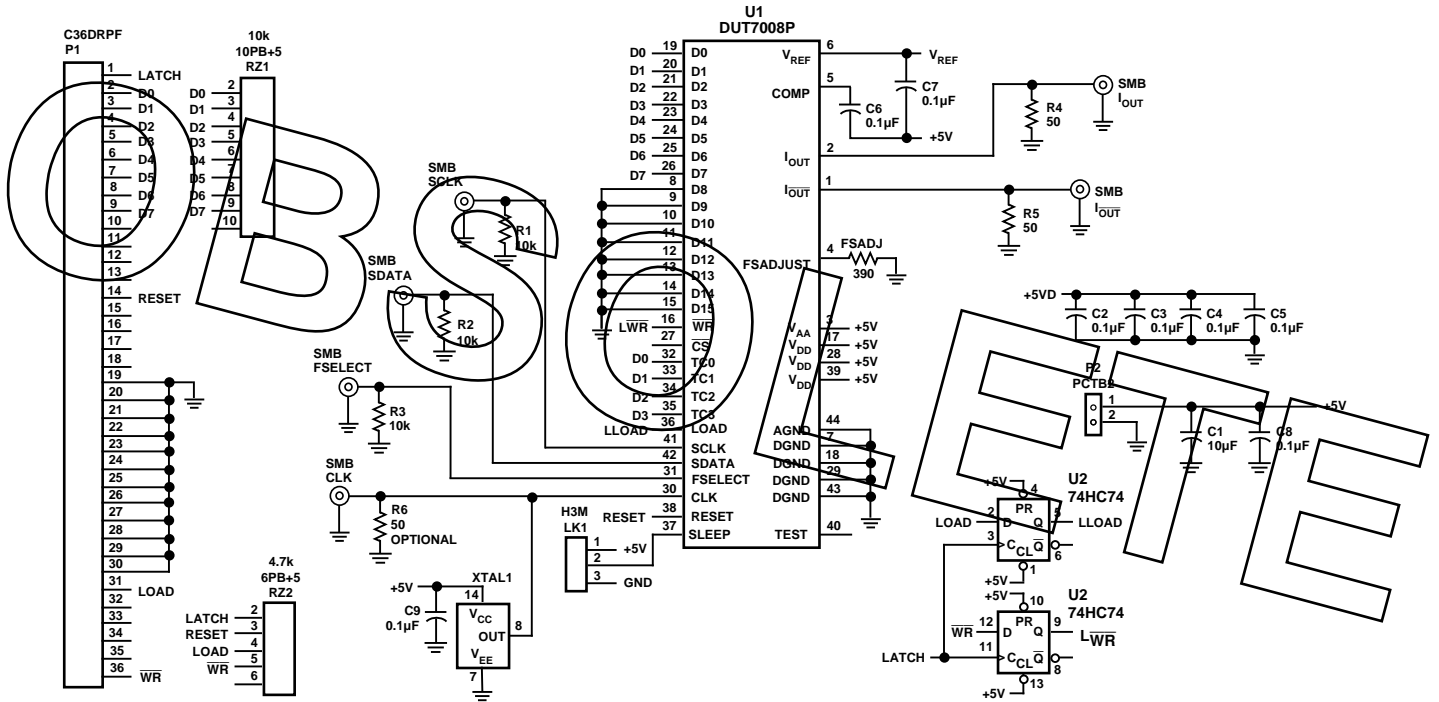 C36DRPF
P1
1 LATCH
2 D0
3 D1
4 D2
5 D3
6 D4
7 D5
8 D6
9 D7
10
11
12
13
14 RESET
15
16
17
18
19
20
21
22
23
24
25
26
27
28
29
30
31 LOAD
32
33
34
35
36 WR
10k
10PB+5
RZ1
D0 2
D1 3
D2 4
D3 5
D4 6
D5 7
D6 8
D7 9
10
4.7k
6PB+5
RZ2
LATCH 2
RESET 3
LOAD 4
WR 5
6
SMB
SCLK
R1
10k
SMB
SDATA
R2
10k
SMB
FSELECT
R3
10k
SMB
CLK
R6
50
OPTIONAL
+5V
C9
0.1µF
XTAL1
14
VCC
OUT 8
VEE
7
H3M
LK1
1 +5V
2
3 GND
U1
DUT7008P
D0 19 D0
D1 20 D1
D2 21 D2
D3 22 D3
D4 23 D4
D5 24 D5
D6 25 D6
D7 26 D7
8 D8
9 D9
10 D10
11 D11
12 D12
13 D13
14 D14
15 D15
LWR 16 WR
27 CS
D0 32 TC0
D1 33 TC1
D2 34 TC2
D3 35 TC3
LLOAD 36 LOAD
41 SCLK
42 SDATA
31 FSELECT
30 CLK
RESET 38 RESET
37 SLEEP
VREF 6 VREF
COMP 5
C7
0.1µF
C6
0.1µF
+5V
IOUT 2
IOUT 1
R4
50
SMB
IOUT
R5
50
SMB
IOUT
FSADJUST 4 FSADJ
390
VAA 3 +5V
VDD 17 +5V
VDD 28 +5V
VDD 39 +5V
AGND 44
DGND 7
DGND 18
DGND 29
DGND 43
TEST 40
+5VD
C2
0.1µF
C3
0.1µF
C4
0.1µF
C5
0.1µF
P2
PCTB2
1
2
+5V
C1
10µF
C8
0.1µF
U2
74HC74
+5V 4
PR
LOAD 2 D Q 5 LLOAD
3 C CL Q 6
+5V 1
U2
74HC74
+5V 10
PR
WR 12 D Q 9 LWR
LATCH 11 C CL Q 8
+5V 13
OBSOLETE